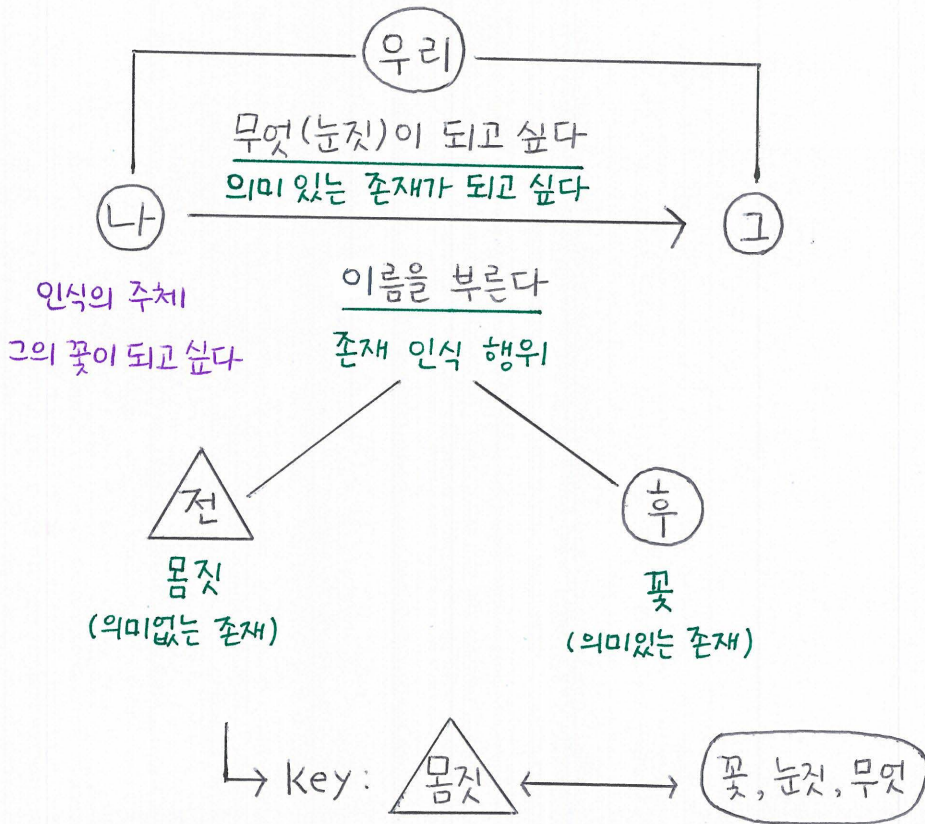 우리
무엇(눈짓)이 되고 싶다
의미 있는 존재가 되고 싶다
나
그
인식의 주체
그의 꽃이 되고 싶다
이름을 부른다
존재 인식 행위
전
후
몸짓
(의미없는 존재)
꽃
(의미있는 존재)
key: 몸짓
꽃, 눈짓, 무엇